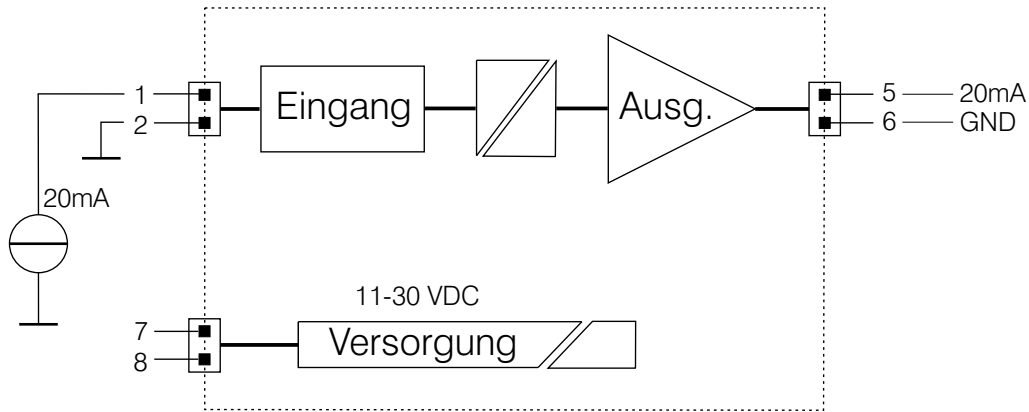 1
2
Eingang
Ausg.
5
20mA
6
GND
20mA
11-30 VDC
7
8
Versorgung